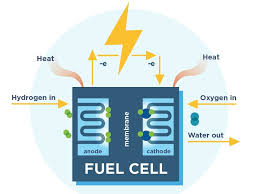 Heat
-e
-e
Heat
Hydrogen in
Oxygen in
membrane
Water out
anode
cathode
FUEL CELL